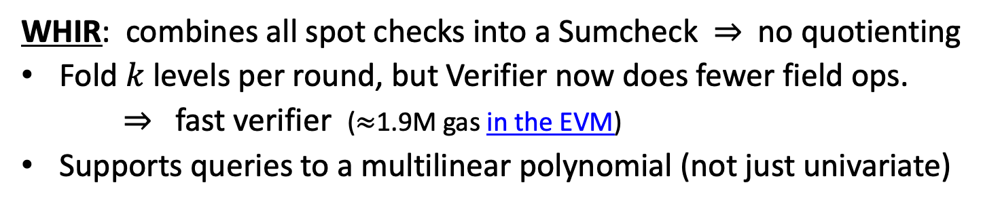 WHIR: combines all spot checks into a Sumcheck ⇒ no quotienting
• Fold k levels per round, but Verifier now does fewer field ops.
⇒ fast verifier (≈1.9M gas in the EVM)
• Supports queries to a multilinear polynomial (not just univariate)